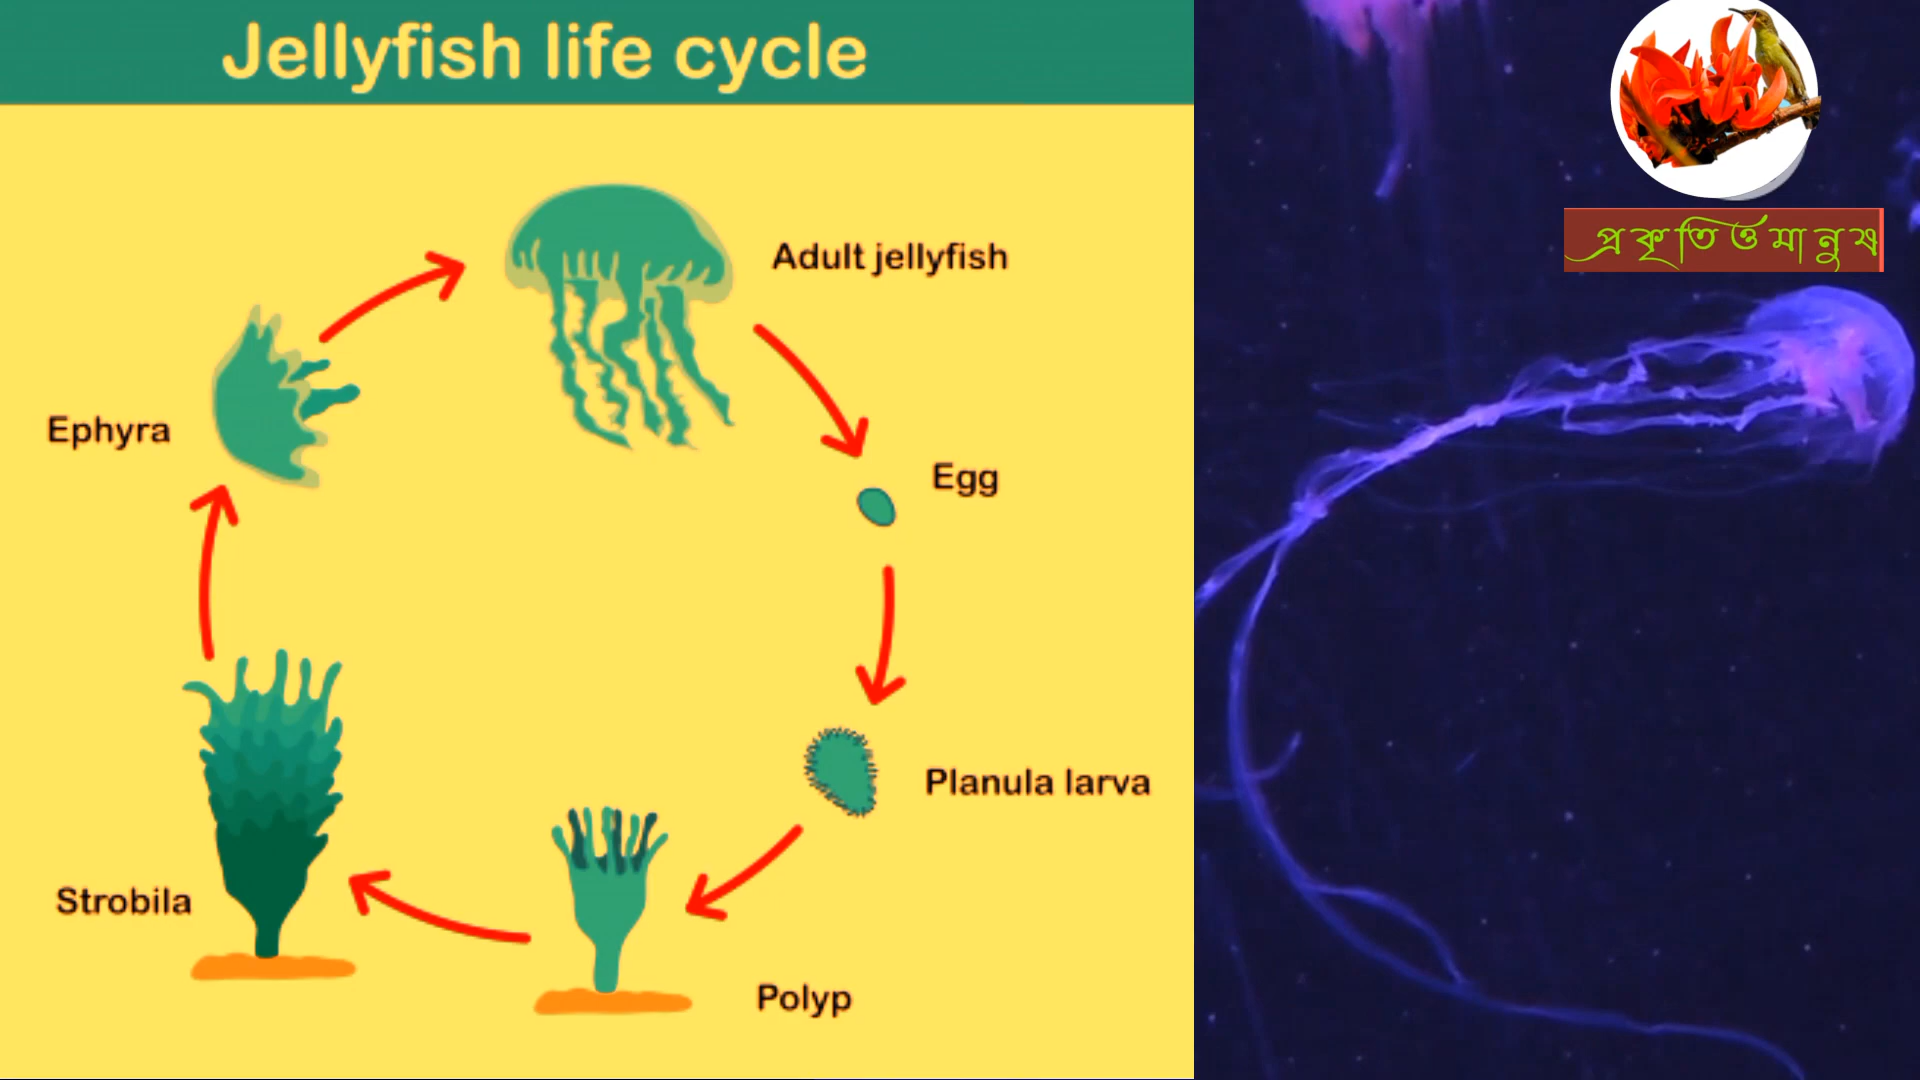 Jellyfish life cycle
Adult jellyfish
Egg
Planula larva
Polyp
Strobila
Ephyra
প্রকৃতি ও মানুষ